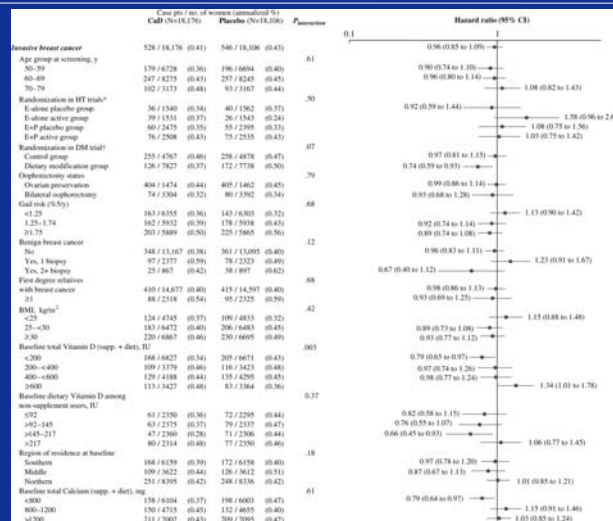 Case pts / no. of women (annualized %)
CaD (N=18,176) Placebo (N=18,106) Pinteraction Hazard ratio (95% CI)
0.1 1
Invasive breast cancer 528 / 18,176 (0.41) 546 / 18,106 (0.43) 0.96 (0.85 to 1.09)
Age group at screening, y .61
50–59 179 / 6728 (0.36) 196 / 6694 (0.40) 0.90 (0.74 to 1.10)
60–69 247 / 8275 (0.43) 257 / 8245 (0.45) 0.96 (0.80 to 1.14)
70–79 102 / 3173 (0.48) 93 / 3167 (0.44) 1.08 (0.82 to 1.43)
Randomization in HT trials* .50
E-alone placebo group 36 / 1540 (0.34) 40 / 1562 (0.37) 0.92 (0.59 to 1.44)
E-alone active group 39 / 1531 (0.37) 26 / 1543 (0.24) 1.58 (0.96 to
E+P placebo group 60 / 2475 (0.35) 55 / 2395 (0.33) 1.08 (0.75 to 1.56)
E+P active group 76 / 2508 (0.43) 75 / 2535 (0.43) 1.03 (0.75 to 1.42)
Randomization in DM trial† .07
Control group 255 / 4767 (0.46) 258 / 4878 (0.47) 0.97 (0.81 to 1.15)
Dietary modification group 126 / 7827 (0.37) 172 / 7738 (0.50) 0.74 (0.59 to 0.93)
Oophorectomy status .79
Ovarian preservation 404 / 1474 (0.44) 405 / 1462 (0.45) 0.99 (0.86 to 1.14)
Bilateral oophorectomy 74 / 3304 (0.32) 80 / 3392 (0.34) 0.93 (0.68 to 1.28)
Gail risk (%5/y) .68
<1.25 163 /6355 (0.36) 143 / 6303 (0.32) 1.13 (0.90 to 1.42)
1.25–1.74 162 / 5932 (0.39) 178 / 5938 (0.43) 0.92 (0.74 to 1.14)
≥1.75 203 / 5889 (0.50) 225 / 5865 (0.56) 0.89 (0.74 to 1.08)
Benign breast cancer .12
No 348 / 13,167 (0.38) 361 / 13,095 (0.40) 0.96 (0.83 to 1.11)
Yes, 1 biopsy 97 / 2377 (0.59) 78 / 2323 (0.49) 1.23 (0.91 to 1.67)
Yes, 2+ biopsy 25 / 867 (0.42) 38 / 897 (0.62) 0.67 (0.40 to 1.12)
First degree relatives .68
with breast cancer 410 / 14,677 (0.40) 415 / 14,597 (0.40) 0.98 (0.86 to 1.13)
≥1 88 / 2318 (0.54) 95 / 2325 (0.59) 0.93 (0.69 to 1.25)
BMI, kg/m2 .42
<25 124 / 4745 (0.37) 109 / 4833 (0.32) 1.15 (0.88 to 1.48)
25–<30 183 / 6472 (0.40) 206 / 6483 (0.45) 0.89 (0.73 to 1.08)
≥30 220 / 6867 (0.46) 230 / 6695 (0.49) 0.93 (0.77 to 1.12)
Baseline total Vitamin D (supp. + diet), IU .003
<200 168 / 6827 (0.34) 205 / 6671 (0.43) 0.79 (0.65 to 0.97)
200–<400 109 / 3379 (0.46) 116 / 3423 (0.48) 0.97 (0.74 to 1.26)
400–<600 129 / 4188 (0.44) 135 / 4295 (0.45) 0.98 (0.77 to 1.24)
≥600 113 / 3427 (0.48) 83 / 3364 (0.36) 1.34 (1.01 to 1.78)
Baseline dietary Vitamin D among 0.37
non-supplement users, IU
≤92 61 / 2350 (0.36) 72 / 2295 (0.44) 0.82 (0.58 to 1.15)
>92–145 63 / 2375 (0.37) 79 / 2337 (0.47) 0.76 (0.55 to 1.07)
>145–217 47 / 2360 (0.28) 71 / 2306 (0.44) 0.66 (0.45 to 0.93)
>217 80 / 2314 (0.48) 77 / 2350 (0.46) 1.06 (0.77 to 1.45)
Region of residence at baseline .18
Southern 168 / 6159 (0.39) 172 / 6158 (0.40) 0.97 (0.78 to 1.20)
Middle 109 / 3622 (0.44) 126 / 3612 (0.51) 0.87 (0.67 to 1.13)
Northern 251 / 8395 (0.42) 248 / 8336 (0.42) 1.01 (0.85 to 1.21)
Baseline total Calcium (supp. + diet), mg .61
<800 158 / 6104 (0.37) 198 / 6003 (0.47) 0.79 (0.64 to 0.97)
800–1200 150 / 4715 (0.45) 132 / 4655 (0.40) 1.15 (0.91 to 1.46)
>1200 211 / 7002 (0.43) 209 / 7095 (0.42) 1.03 (0.85 to 1.24)